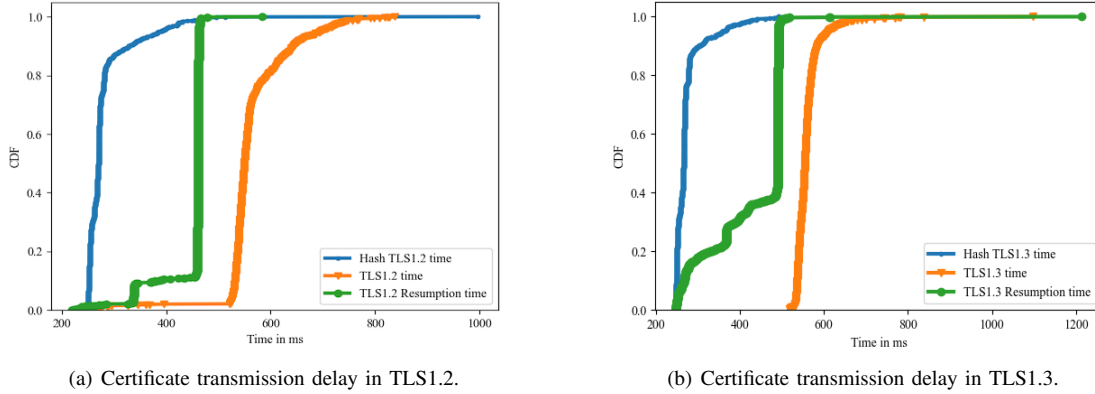 1.0
0.8
0.6
0.4
0.2
0.0
CDF
200
400
600
800
1000
Time in ms
Hash TLS1.2 time
TLS1.2 time
TLS1.2 Resumption time
(a) Certificate transmission delay in TLS1.2.
1.0
0.8
0.6
0.4
0.2
0.0
CDF
200
400
600
800
1000
1200
Time in ms
Hash TLS1.3 time
TLS1.3 time
TLS1.3 Resumption time
(b) Certificate transmission delay in TLS1.3.